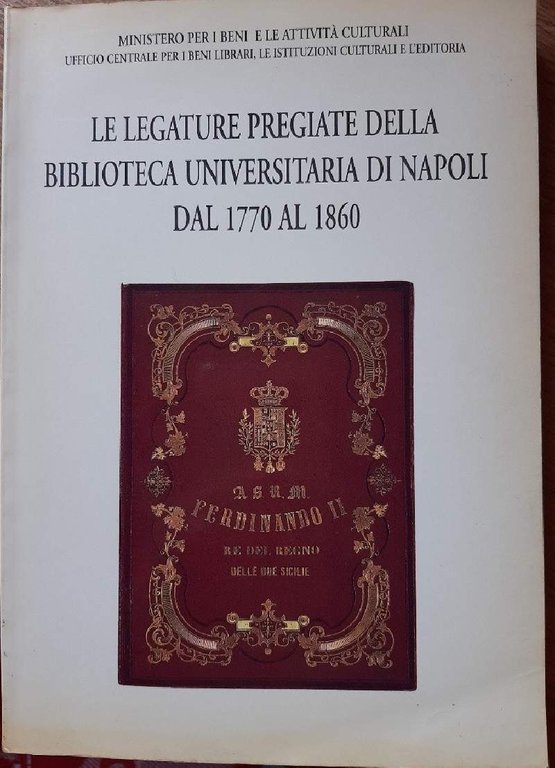 MINISTERO PER I BENI E LE ATTIVITÀ CULTURALI
UFFICIO CENTRALE PER I BENI LIBRARI, LE ISTITUZIONI CULTURALI E L'EDITORIA
LE LEGATURE PREGIATE DELLA
BIBLIOTECA UNIVERSITARIA DI NAPOLI
DAL 1770 AL 1860
A S. R. M.
FERDINANDO II
RE DEL REGNO
DELLE DUE SICILIE